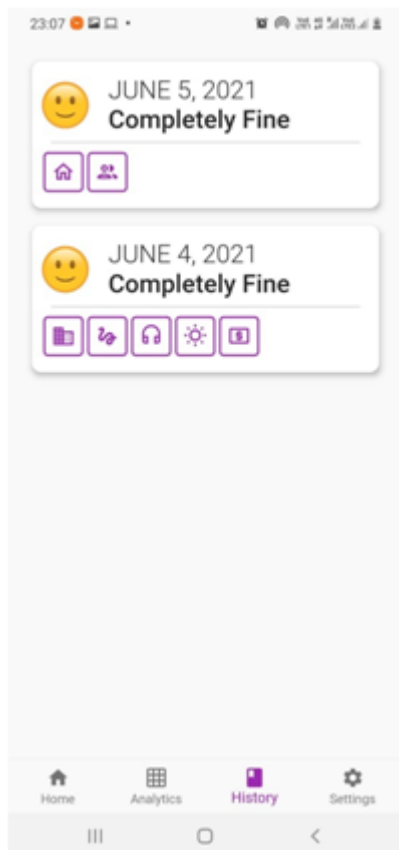 23:07
JUNE 5, 2021
Completely Fine
JUNE 4, 2021
Completely Fine
Home Analytics History Settings